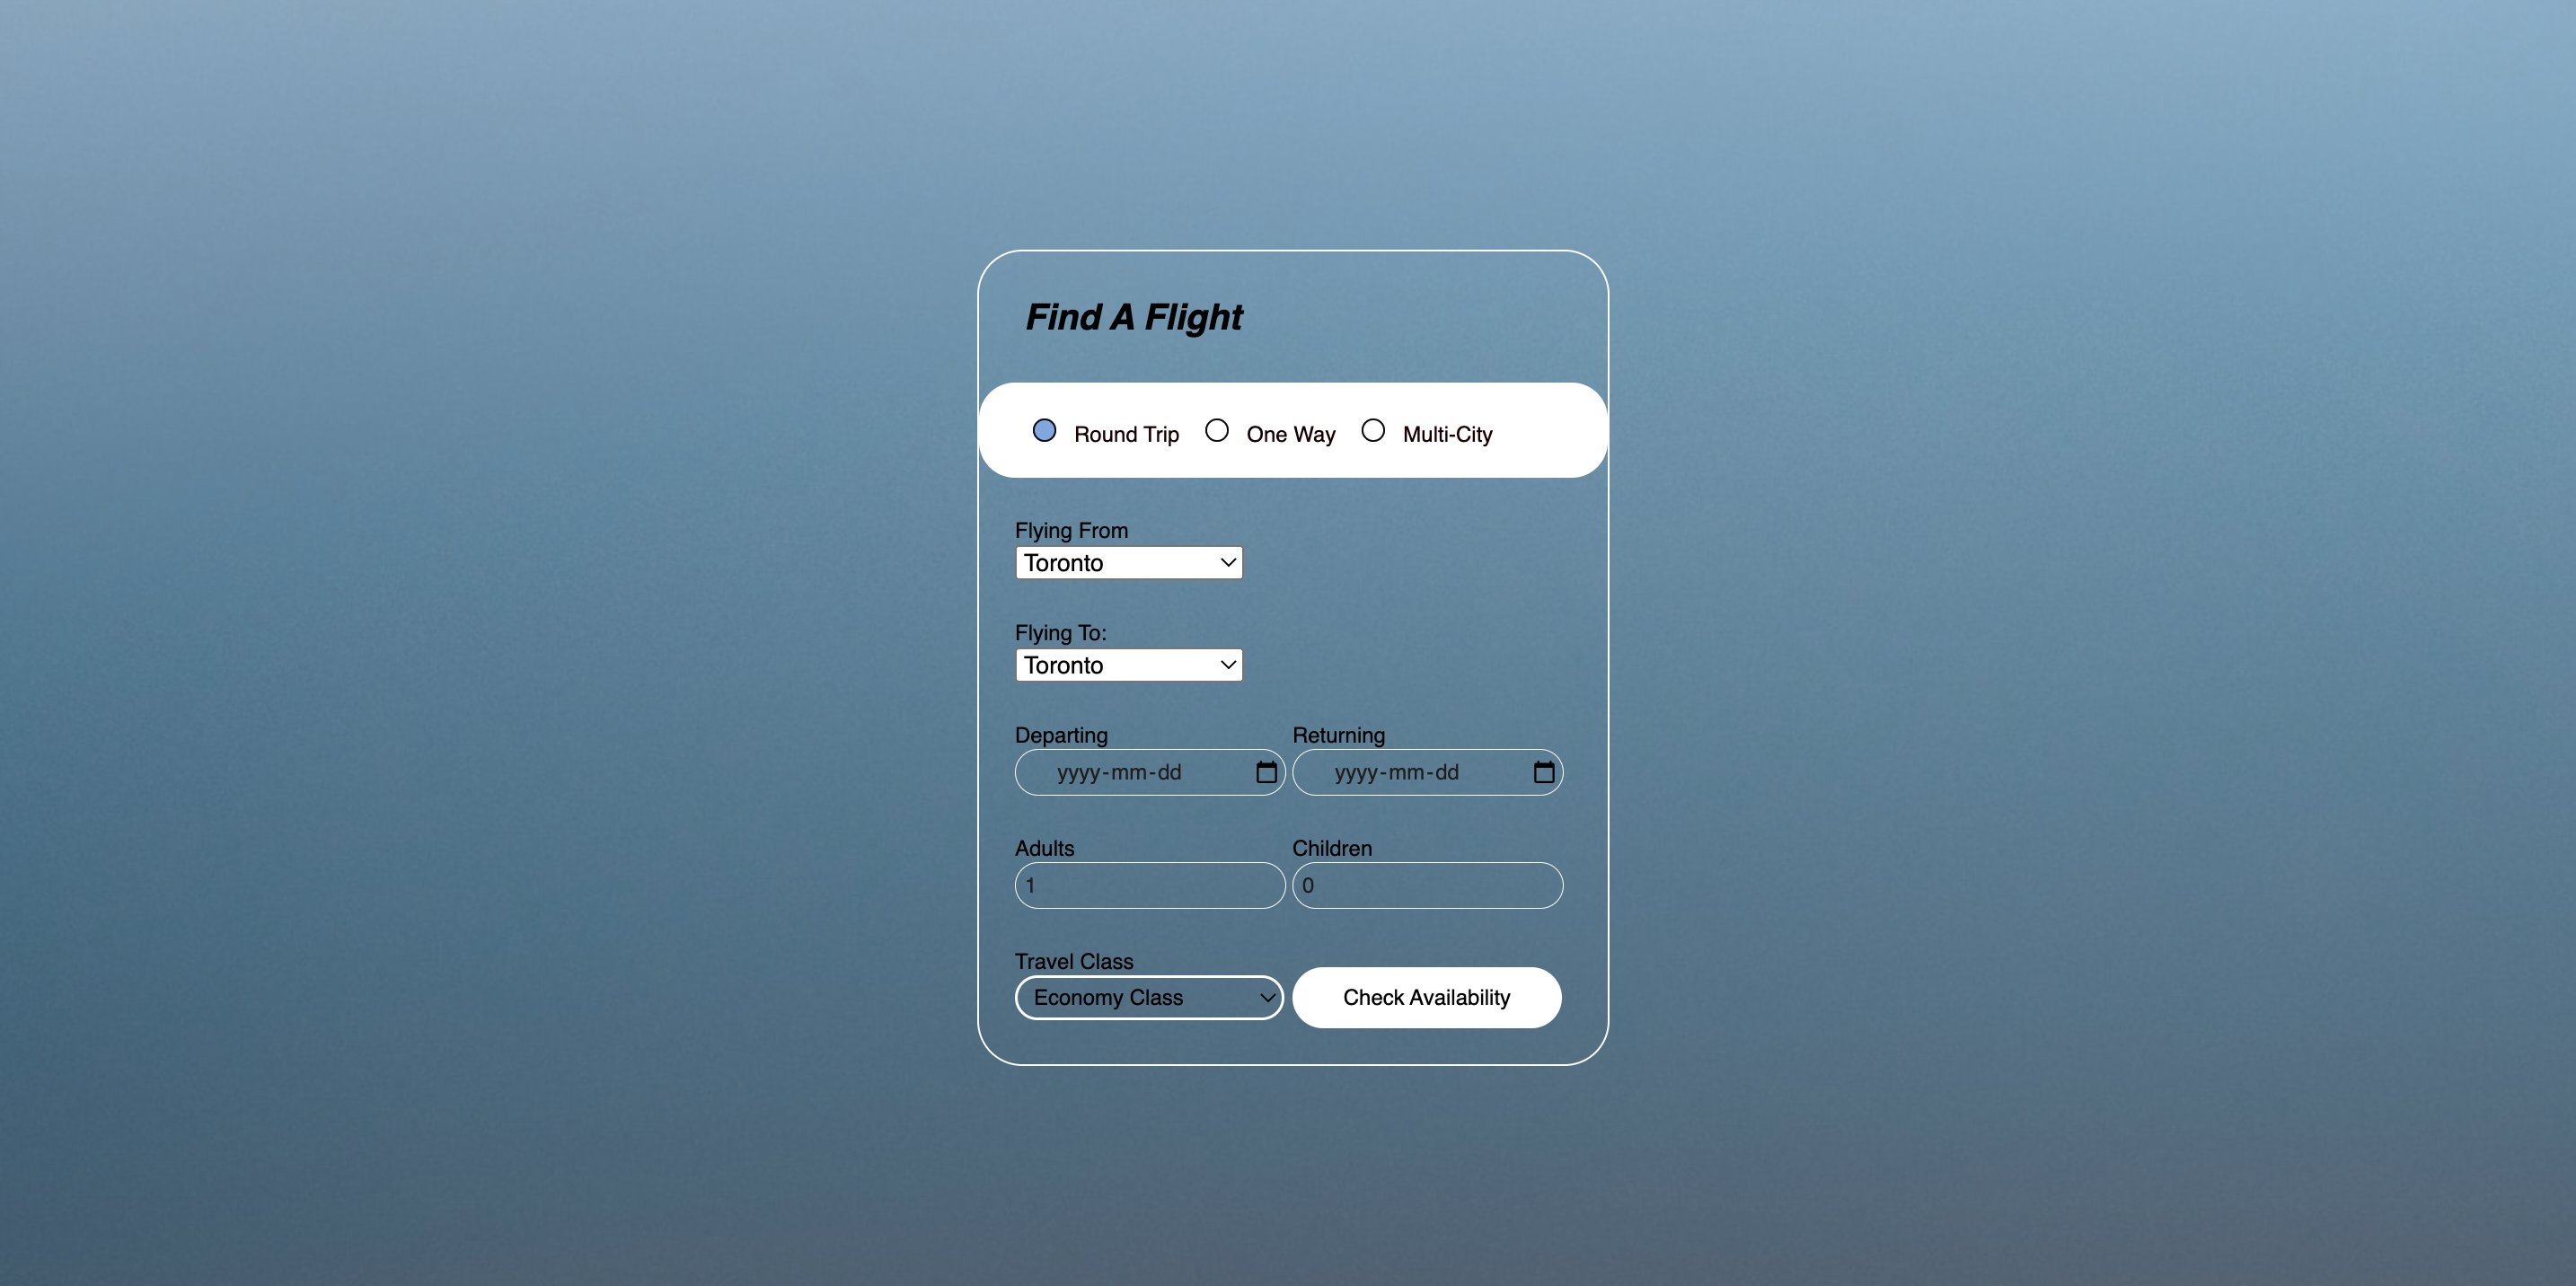 Find A Flight
Round Trip One Way Multi-City
Flying From
Toronto
Flying To:
Toronto
Departing Returning
yyyy-mm-dd yyyy-mm-dd
Adults Children
1 0
Travel Class
Economy Class Check Availability